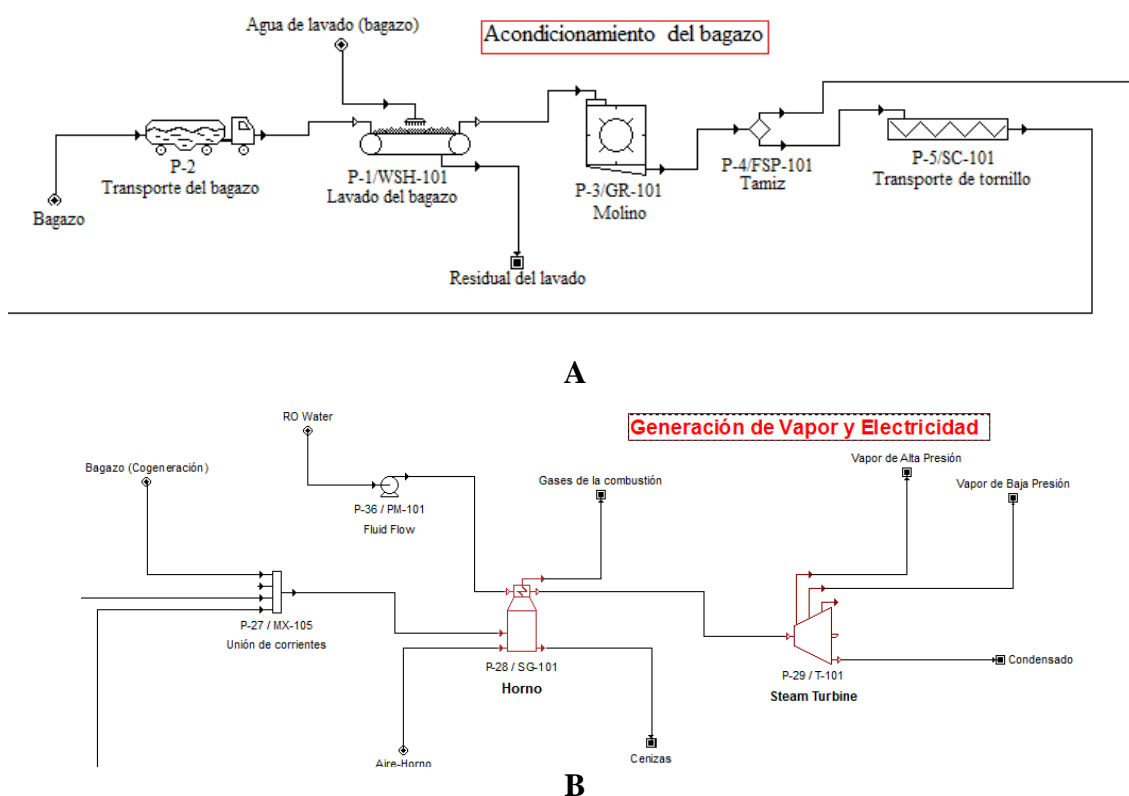 Agua de lavado (bagazo)
Acondicionamiento del bagazo
P-2
Transporte del bagazo
Bagazo
P-1/WSH-101
Lavado del bagazo
Residual del lavado
P-3/GR-101
Molino
P-4/FSP-101
Tamiz
P-5/SC-101
Transporte de tornillo
A
RO Water
Generación de Vapor y Electricidad
Bagazo (Cogeneración)
P-36 / PM-101
Fluid Flow
Gases de la combustión
Vapor de Alta Presión
Vapor de Baja Presión
P-27 / MX-105
Unión de corrientes
P-28 / SG-101
Horno
P-29 / T-101
Steam Turbine
Condensado
Aire-Horno
Cenizas
B